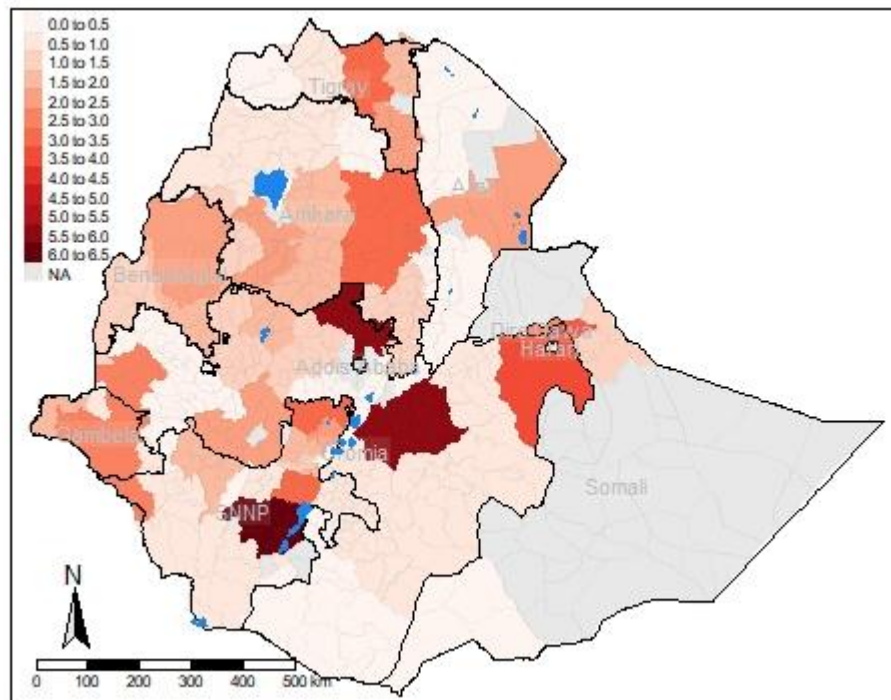 0.0 to 0.5
0.5 to 1.0
1.0 to 1.5
1.5 to 2.0
2.0 to 2.5
2.5 to 3.0
3.0 to 3.5
3.5 to 4.0
4.0 to 4.5
4.5 to 5.0
5.0 to 5.5
5.5 to 6.0
6.0 to 6.5
NA
Tigray
Afar
Amhara
Dire Dawa
Harari
Addis Ababa
Gambela
Oromia
Somali
SNNP
N
0 100 200 300 400 500 km